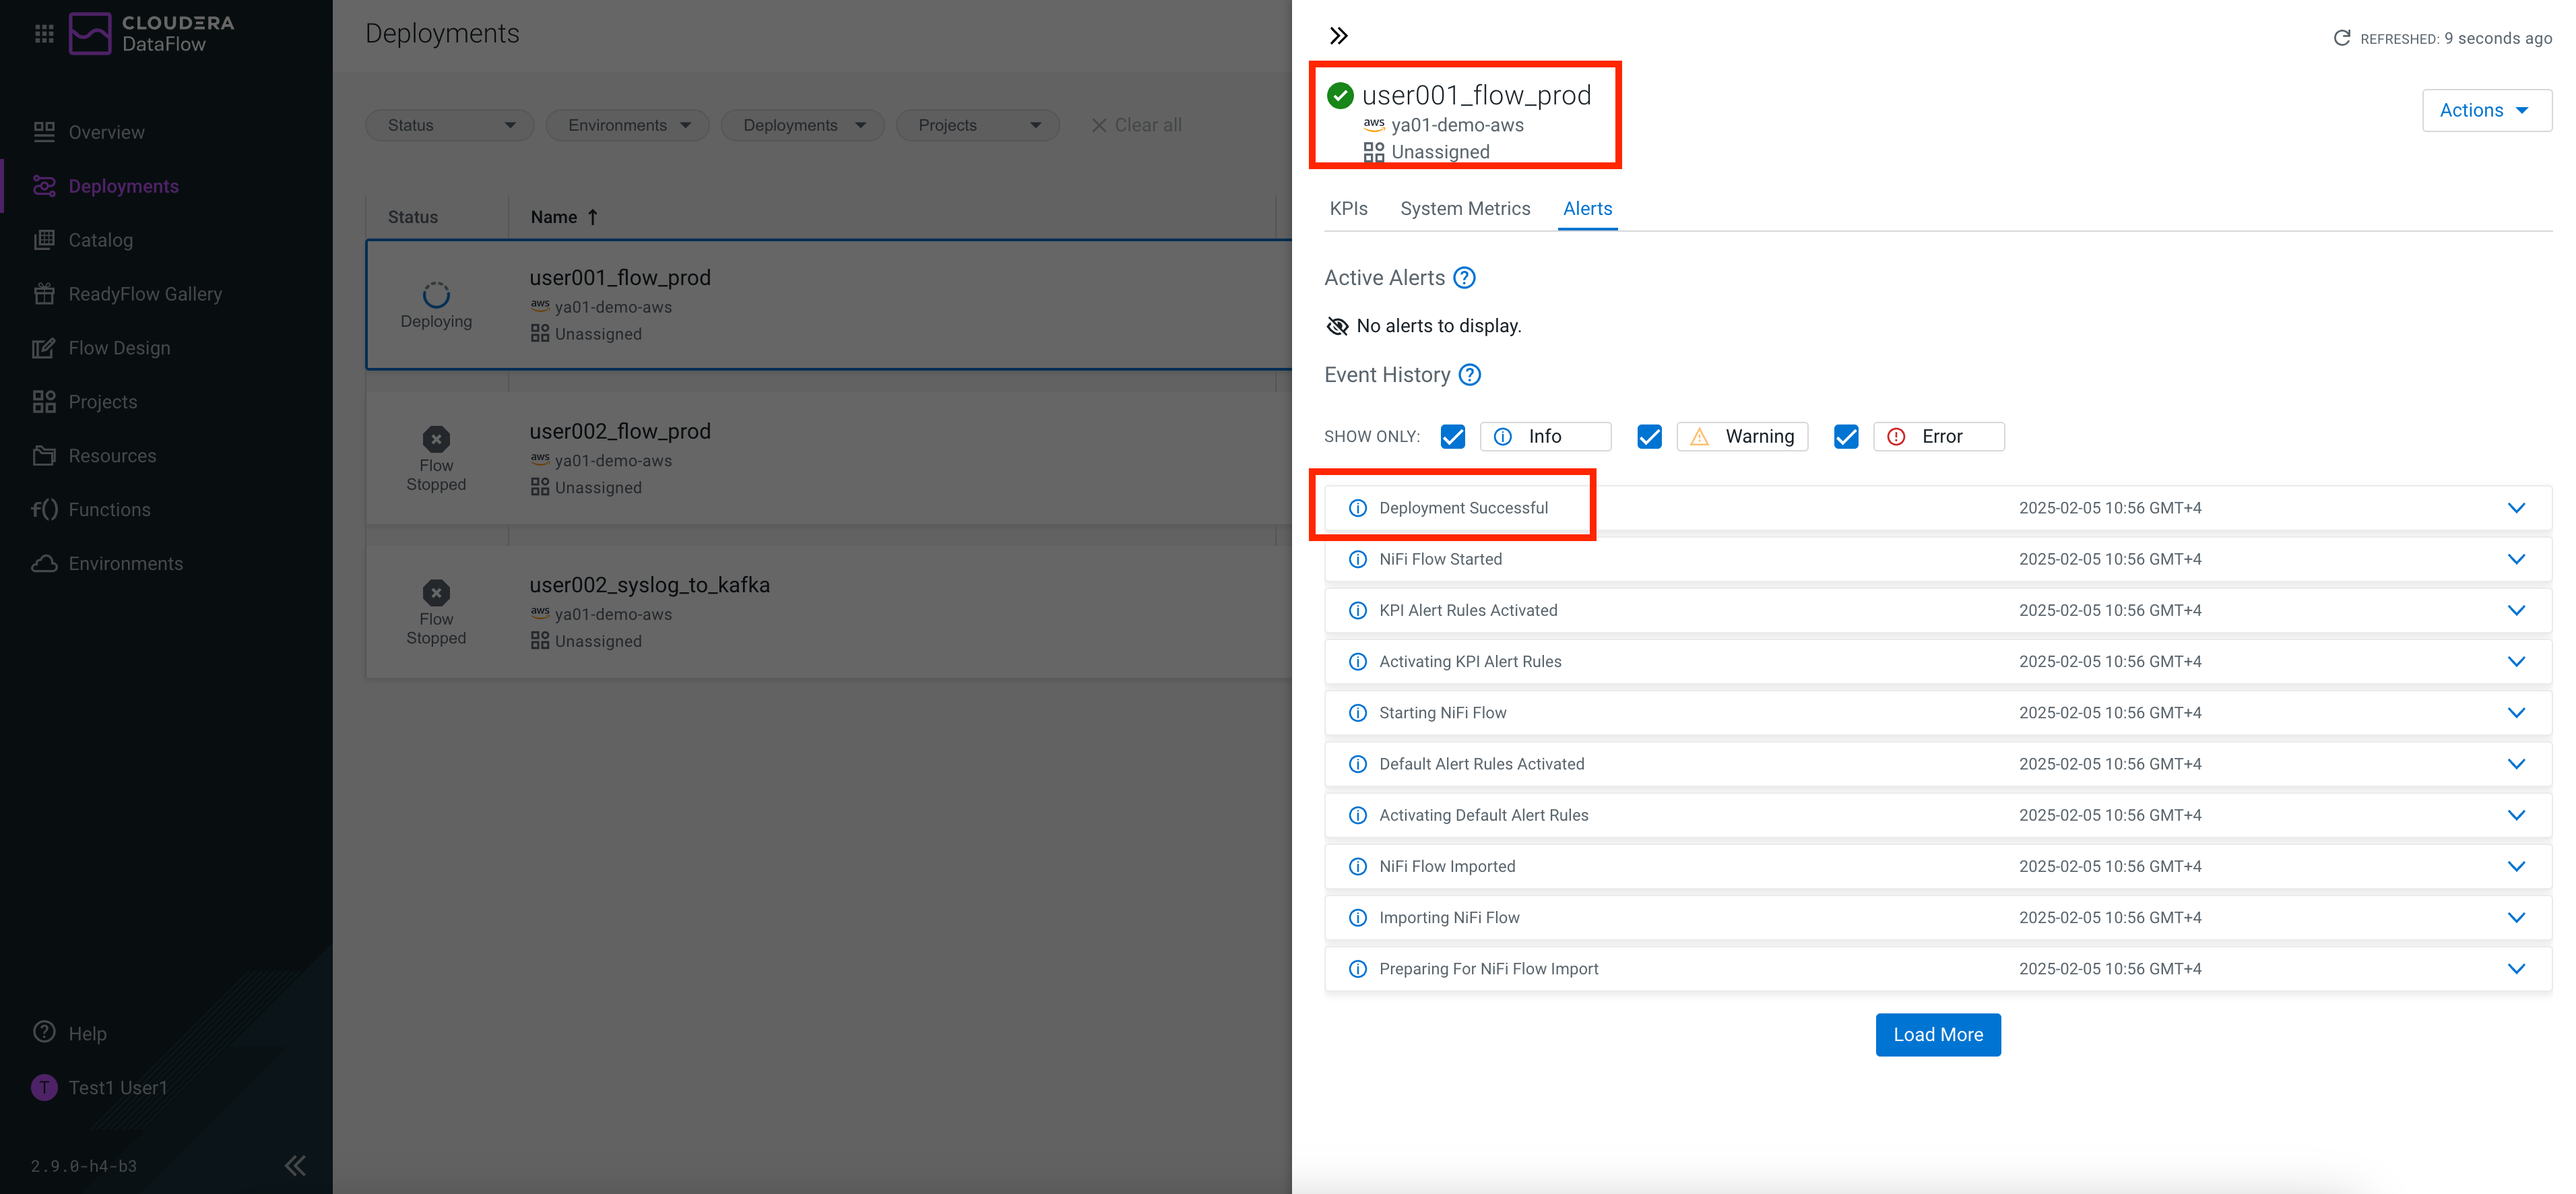 CLOUDERA
DataFlow
Overview
Deployments
Catalog
ReadyFlow Gallery
Flow Design
Projects
Resources
f() Functions
Environments
Help
T Test1 User1
2.9.0-h4-b3
Deployments
Status Environments Deployments Projects Clear all
Status Name
Deploying
user001_flow_prod
aws ya01-demo-aws
Unassigned
Flow
Stopped
user002_flow_prod
aws ya01-demo-aws
Unassigned
Flow
Stopped
user002_syslog_to_kafka
aws ya01-demo-aws
Unassigned
REFRESHED: 9 seconds ago
user001_flow_prod
aws ya01-demo-aws
Unassigned
Actions
KPIs System Metrics Alerts
Active Alerts
No alerts to display.
Event History
SHOW ONLY: Info Warning Error
Deployment Successful 2025-02-05 10:56 GMT+4
NiFi Flow Started 2025-02-05 10:56 GMT+4
KPI Alert Rules Activated 2025-02-05 10:56 GMT+4
Activating KPI Alert Rules 2025-02-05 10:56 GMT+4
Starting NiFi Flow 2025-02-05 10:56 GMT+4
Default Alert Rules Activated 2025-02-05 10:56 GMT+4
Activating Default Alert Rules 2025-02-05 10:56 GMT+4
NiFi Flow Imported 2025-02-05 10:56 GMT+4
Importing NiFi Flow 2025-02-05 10:56 GMT+4
Preparing For NiFi Flow Import 2025-02-05 10:56 GMT+4
Load More